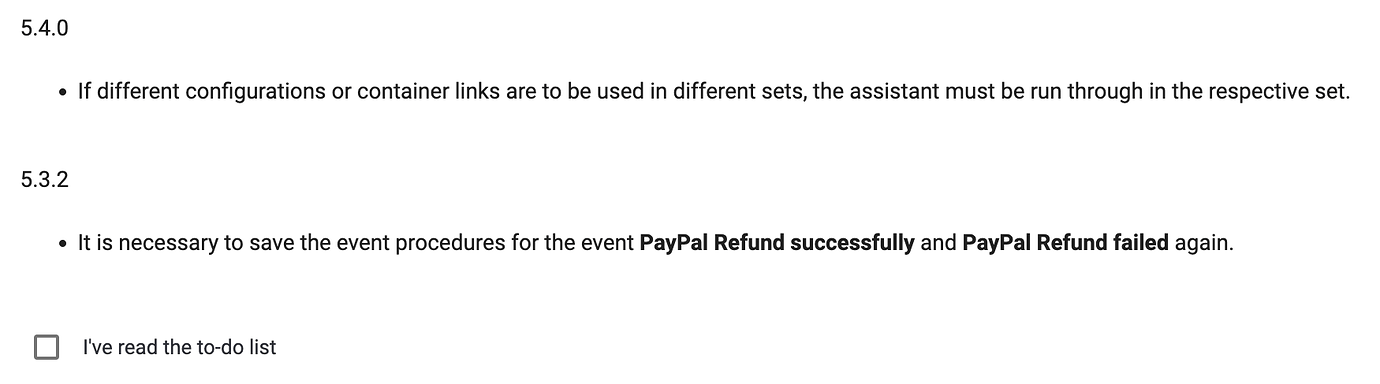 5.4.0
• If different configurations or container links are to be used in different sets, the assistant must be run through in the respective set.
5.3.2
• It is necessary to save the event procedures for the event PayPal Refund successfully and PayPal Refund failed again.
I've read the to-do list